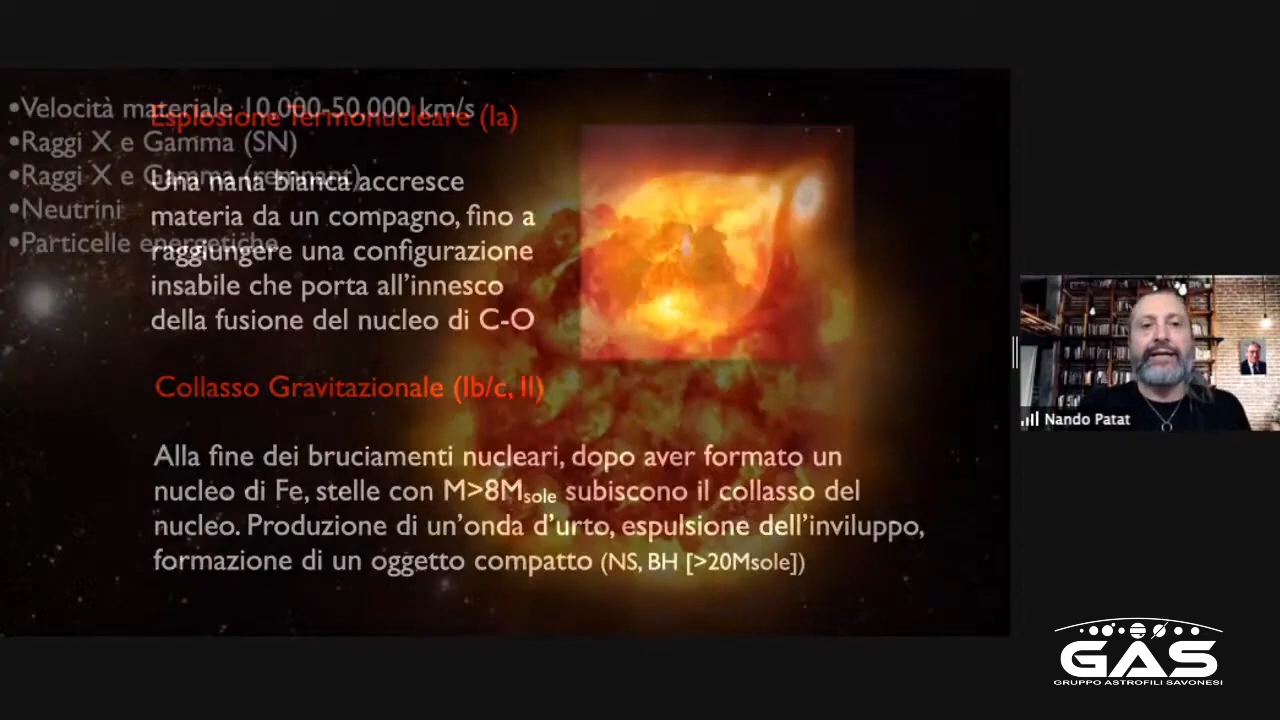 •Velocità materiale 10,000-50,000 km/s
•Raggi X e Gamma (SN)
•Raggi X e Gamma (remnant)
•Neutrini
•Particelle energetiche
Esplosione Termonucleare (Ia)
Una nana bianca accresce
materia da un compagno, fino a
raggiungere una configurazione
insabile che porta all’innesco
della fusione del nucleo di C-O
Collasso Gravitazionale (Ib/c, II)
Alla fine dei bruciamenti nucleari, dopo aver formato un
nucleo di Fe, stelle con M>8Msole subiscono il collasso del
nucleo. Produzione di un’onda d’urto, espulsione dell’inviluppo,
formazione di un oggetto compatto (NS, BH [>20Msole])
Nando Patat
GAS
GRUPPO ASTROFILI SAVONESI